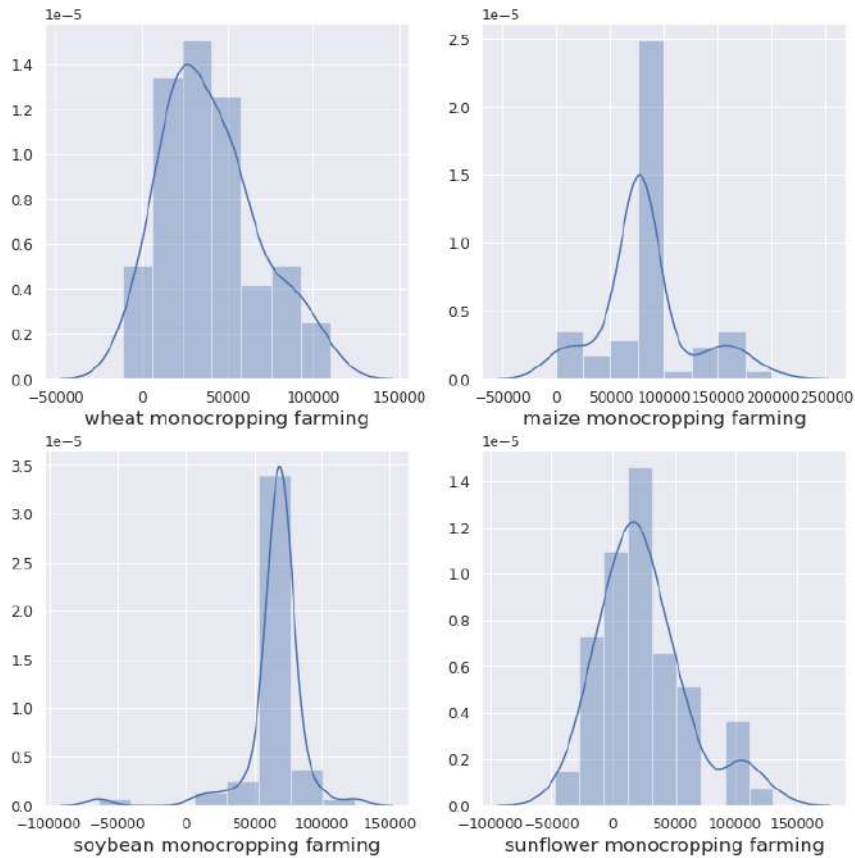 1e−5
1.4
1.2
1.0
0.8
0.6
0.4
0.2
0.0
−50000 0 50000 100000 150000
wheat monocropping farming
1e−5
2.5
2.0
1.5
1.0
0.5
0.0
−50000 0 50000 100000 150000 200000 250000
maize monocropping farming
1e−5
3.5
3.0
2.5
2.0
1.5
1.0
0.5
0.0
−100000 −50000 0 50000 100000 150000
soybean monocropping farming
1e−5
1.4
1.2
1.0
0.8
0.6
0.4
0.2
0.0
−100000 −50000 0 50000 100000 150000
sunflower monocropping farming